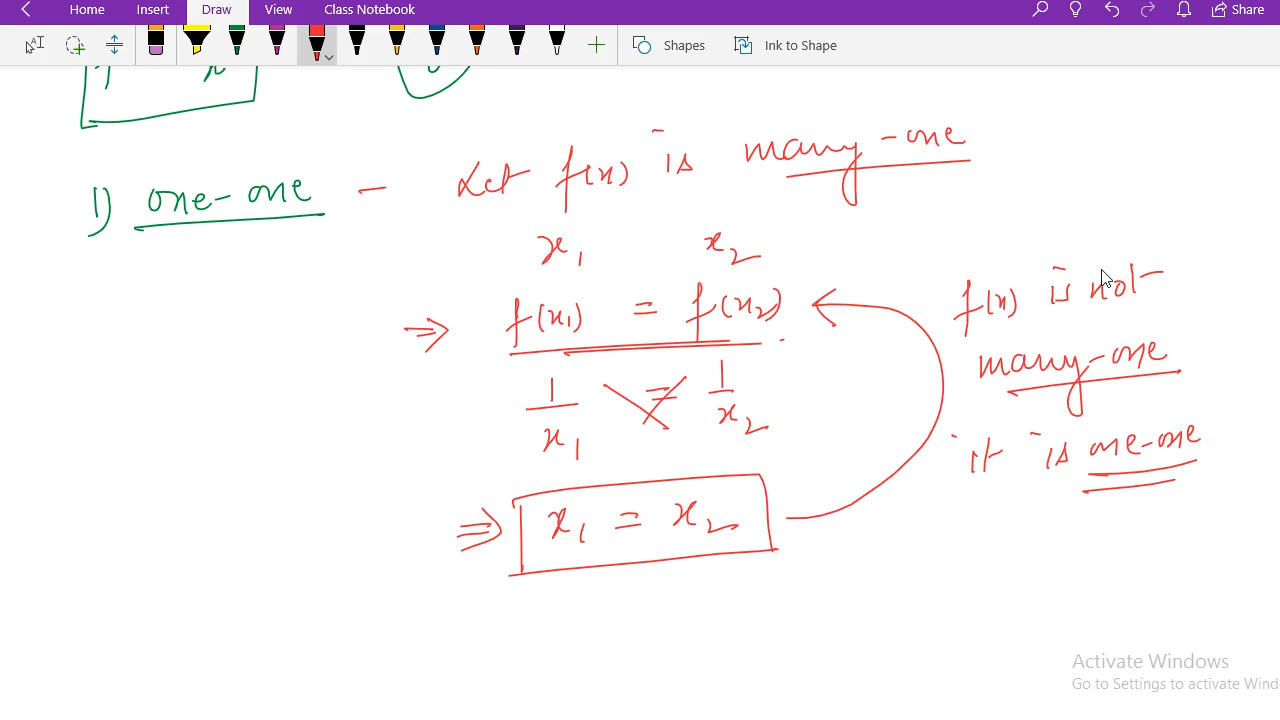 Home Insert Draw View Class Notebook Share
Shapes Ink to Shape
1) one-one - Let f(x) is many-one
x₁ x₂
⇒ f(x₁) = f(x₂)
1/x₁ = 1/x₂
⇒ x₁ = x₂
f(x) is not
many-one
it is one-one
Activate Windows
Go to Settings to activate Wind